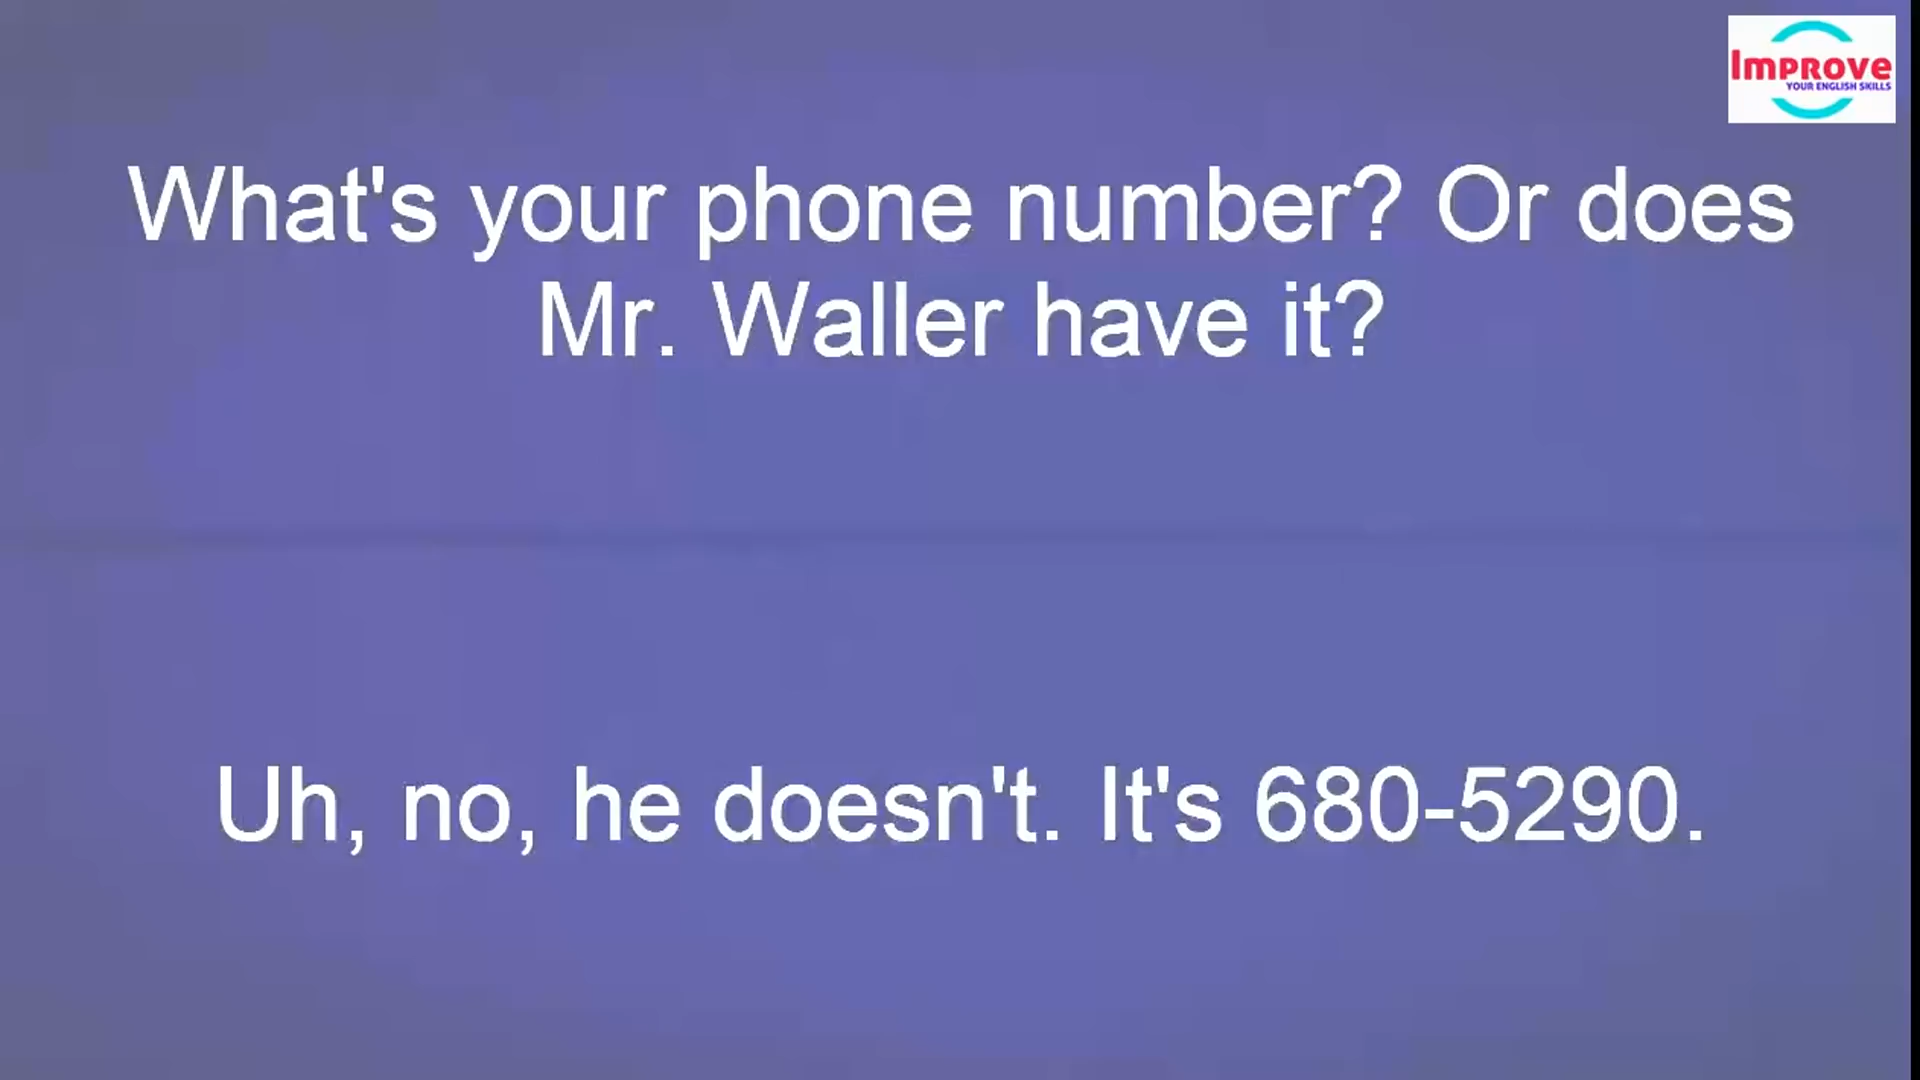 Improve
YOUR ENGLISH SKILLS
What's your phone number? Or does
Mr. Waller have it?
Uh, no, he doesn't. It's 680-5290.